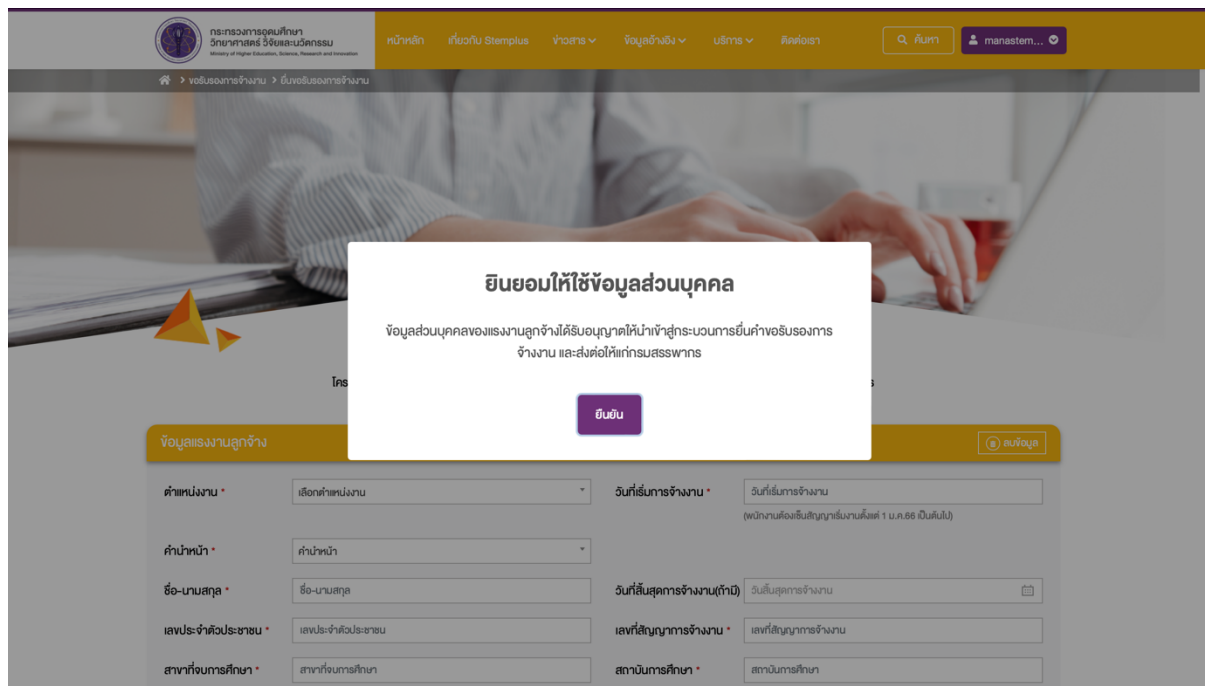 กระทรวงการอุดมศึกษา
วิทยาศาสตร์ วิจัยและนวัตกรรม
Ministry of Higher Education, Science, Research and Innovation
หน้าหลัก เกี่ยวกับ Stemplus ข่าวสาร ข้อมูลอ้างอิง บริการ ติดต่อเรา ค้นหา manastem...
> ขอรับรองการจ้างงาน > ยื่นขอรับรองการจ้างงาน
ยินยอมให้ใช้ข้อมูลส่วนบุคคล
ข้อมูลส่วนบุคคลของแรงงานลูกจ้างได้รับอนุญาตให้นำเข้าสู่กระบวนการยื่นคำขอรับรองการ
จ้างงาน และส่งต่อให้แก่กรมสรรพากร
ยืนยัน
ข้อมูลแรงงานลูกจ้าง ลบข้อมูล
ตำแหน่งงาน * เลือกตำแหน่งงาน วันที่เริ่มการจ้างงาน * วันที่เริ่มการจ้างงาน
(พนักงานต้องเซ็นสัญญาเริ่มงานตั้งแต่ 1 ม.ค.66 เป็นต้นไป)
คำนำหน้า * คำนำหน้า
ชื่อ-นามสกุล * ชื่อ-นามสกุล วันที่สิ้นสุดการจ้างงาน(ถ้ามี) วันสิ้นสุดการจ้างงาน
เลขประจำตัวประชาชน * เลขประจำตัวประชาชน เลขที่สัญญาการจ้างงาน * เลขที่สัญญาการจ้างงาน
สาขาที่จบการศึกษา * สาขาที่จบการศึกษา สถาบันการศึกษา * สถาบันการศึกษา